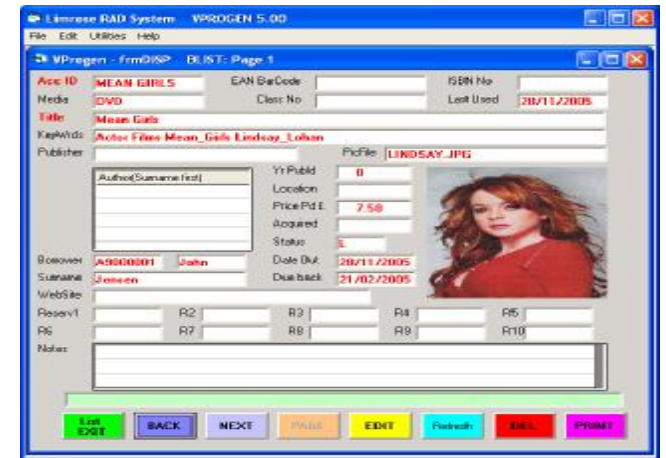 Limrose RAD System VPROGEN 5.00
File Edit Utilities Help
VProgen - frmDISP BLIST: Page 1
Acc ID MEAN GIRLS EAN BarCode ISBN No
Media DVD Class No Last Used 28/11/2005
Title Mean Girls
KeyWrds Actor Films Mean_Girls Lindsay_Lohan
Publisher PicFile LINDSAY.JPG
Author(Surname first) Yr Publd 0
Location
Price Pd £ 7.58
Acquired
Status L
Borrower A9000001 John Date Out 28/11/2005
Surname Jensen Due back 21/02/2005
WebSite
Reserv1 R2 R3 R4 R5
R6 R7 R8 R9 R10
Notes
List EXIT BACK NEXT PAGE EDIT Refresh DEL PRINT